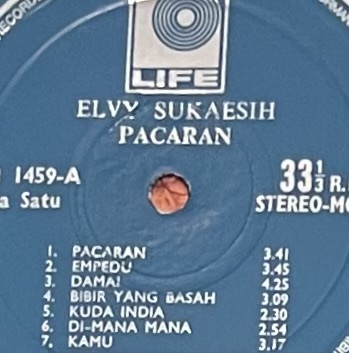 LIFE
ELVY SUKAESIH
PACARAN
1459-A
Satu
33⅓ R.
STEREO-MO
1. PACARAN 3.41
2. EMPEDU 3.45
3. DAMAI 4.25
4. BIBIR YANG BASAH 3.09
5. KUDA INDIA 2.30
6. DI-MANA MANA 2.54
7. KAMU 3.17